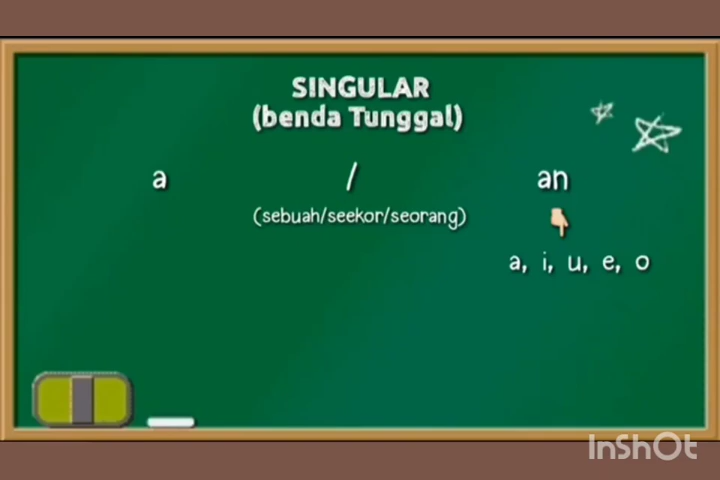 SINGULAR
(benda Tunggal)
a / an
(sebuah/seekor/seorang)
a, i, u, e, o
InShOt